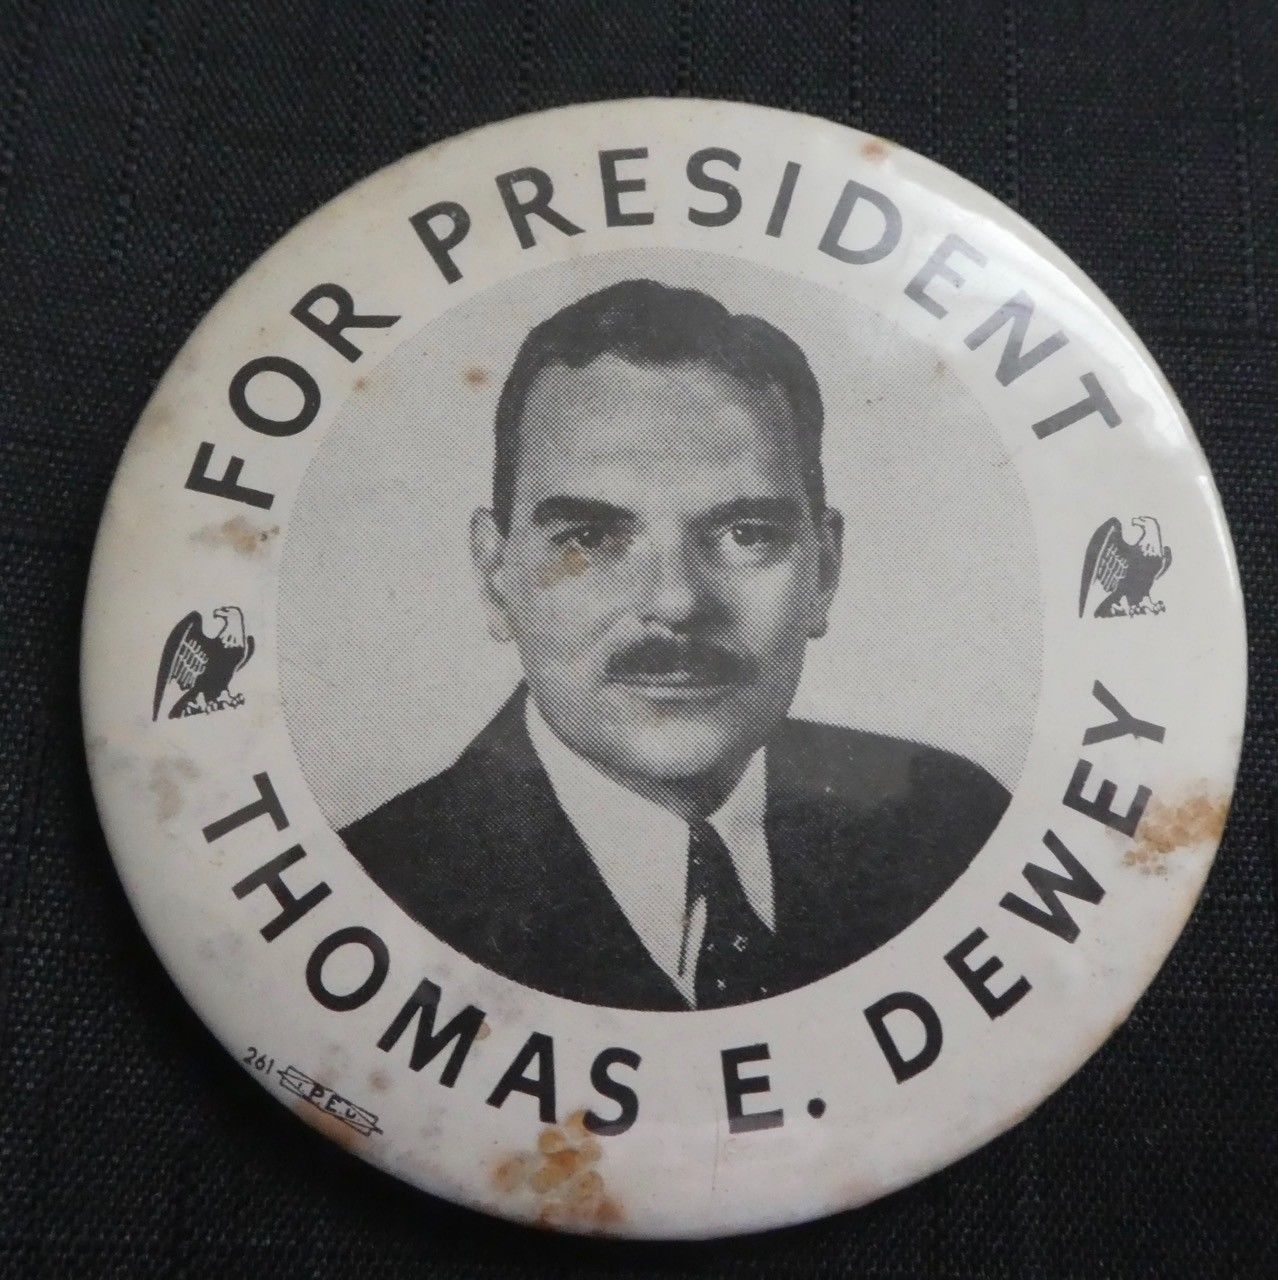 FOR PRESIDENT
THOMAS E. DEWEY
261 I.P.E.U